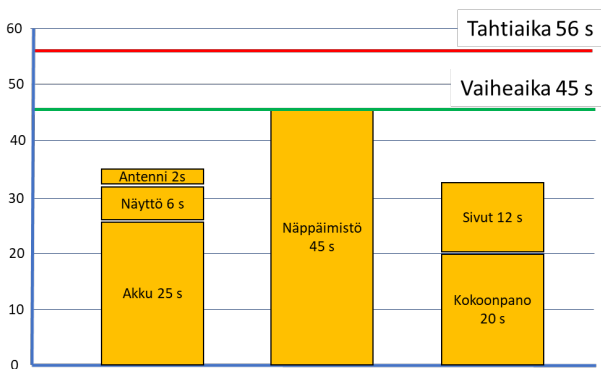 Tahtiaika 56 s
Vaiheaika 45 s
60
50
40
30
20
10
0
Antenni 2s
Näyttö 6 s
Akku 25 s
Näppäimistö
45 s
Sivut 12 s
Kokoonpano
20 s